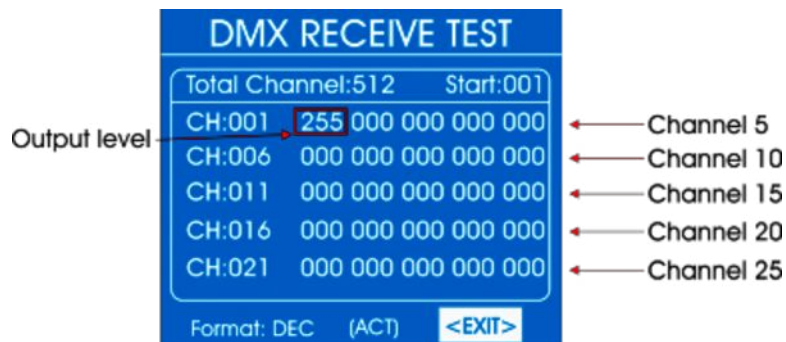 DMX RECEIVE TEST
Total Channel:512 Start:001
Output level
CH:001 255 000 000 000 000 Channel 5
CH:006 000 000 000 000 000 Channel 10
CH:011 000 000 000 000 000 Channel 15
CH:016 000 000 000 000 000 Channel 20
CH:021 000 000 000 000 000 Channel 25
Format: DEC (ACT) <EXIT>